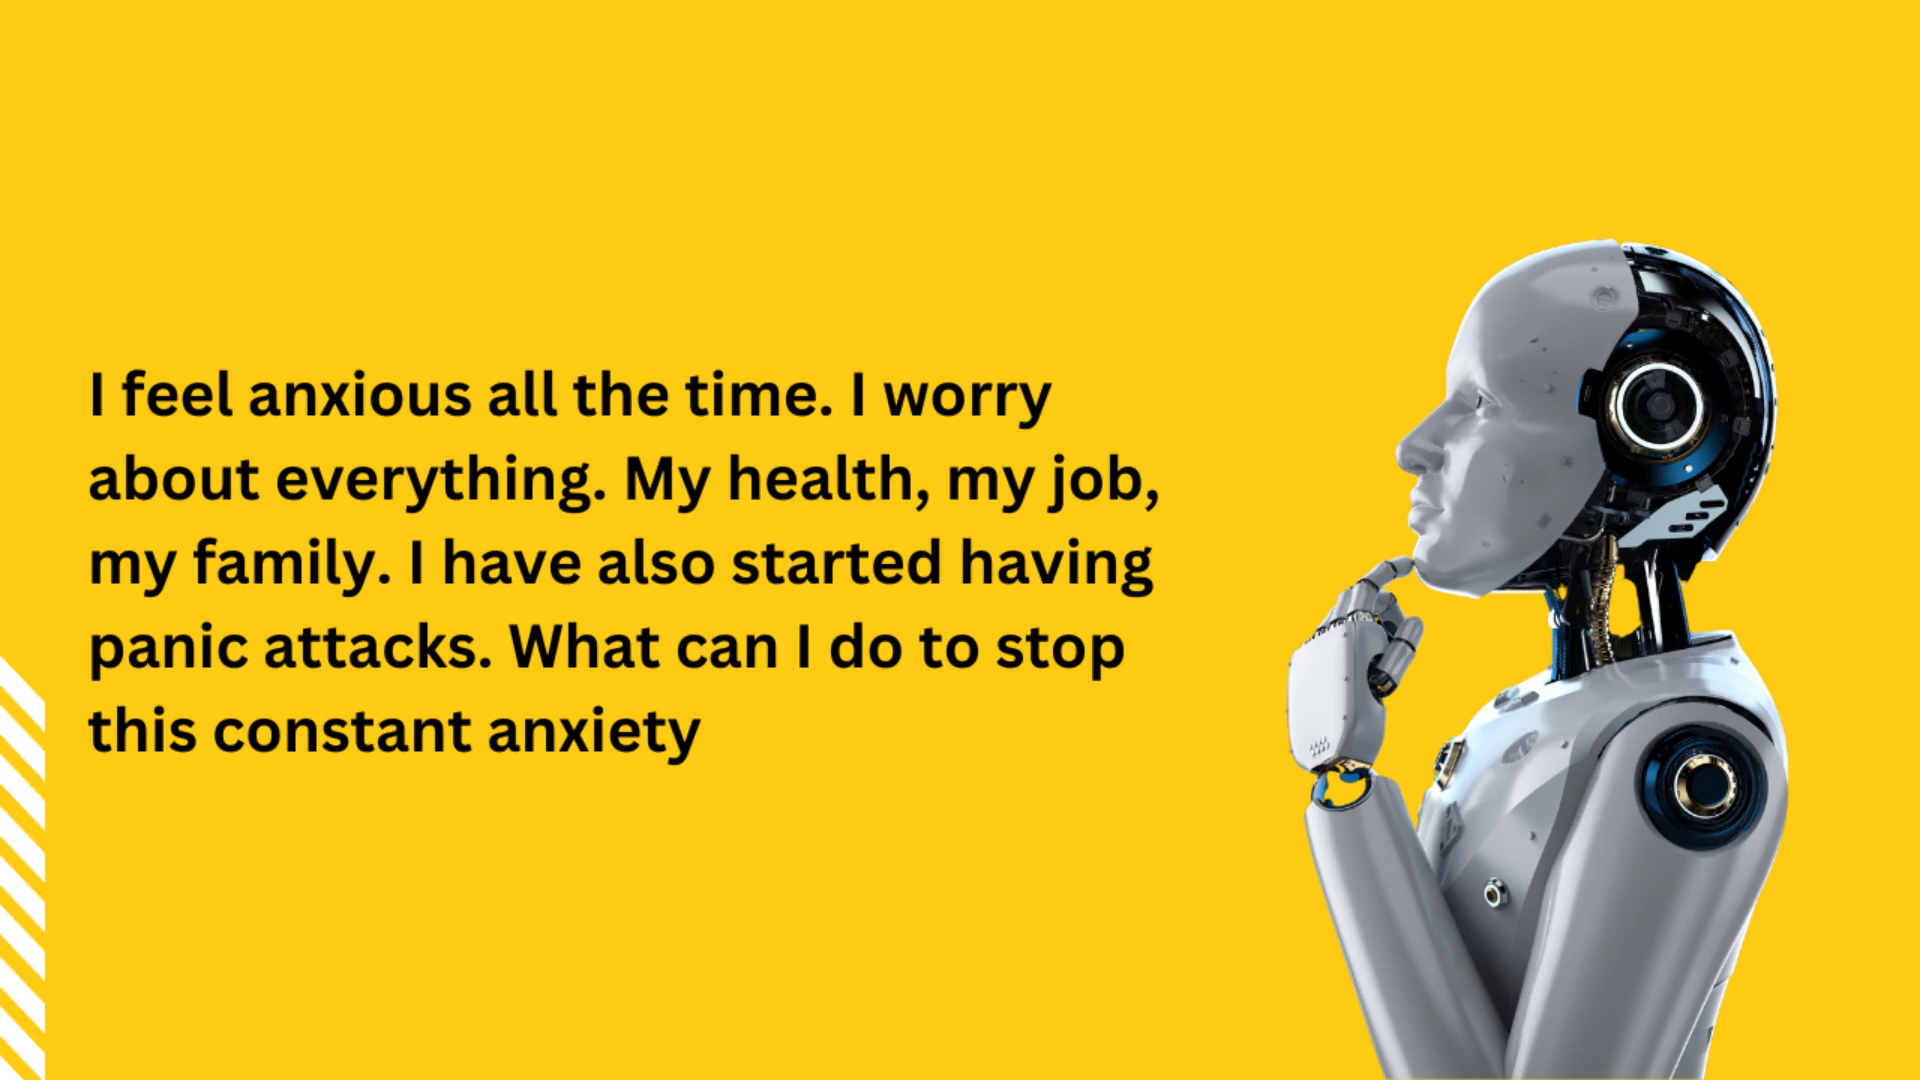 I feel anxious all the time. I worry
about everything. My health, my job,
my family. I have also started having
panic attacks. What can I do to stop
this constant anxiety